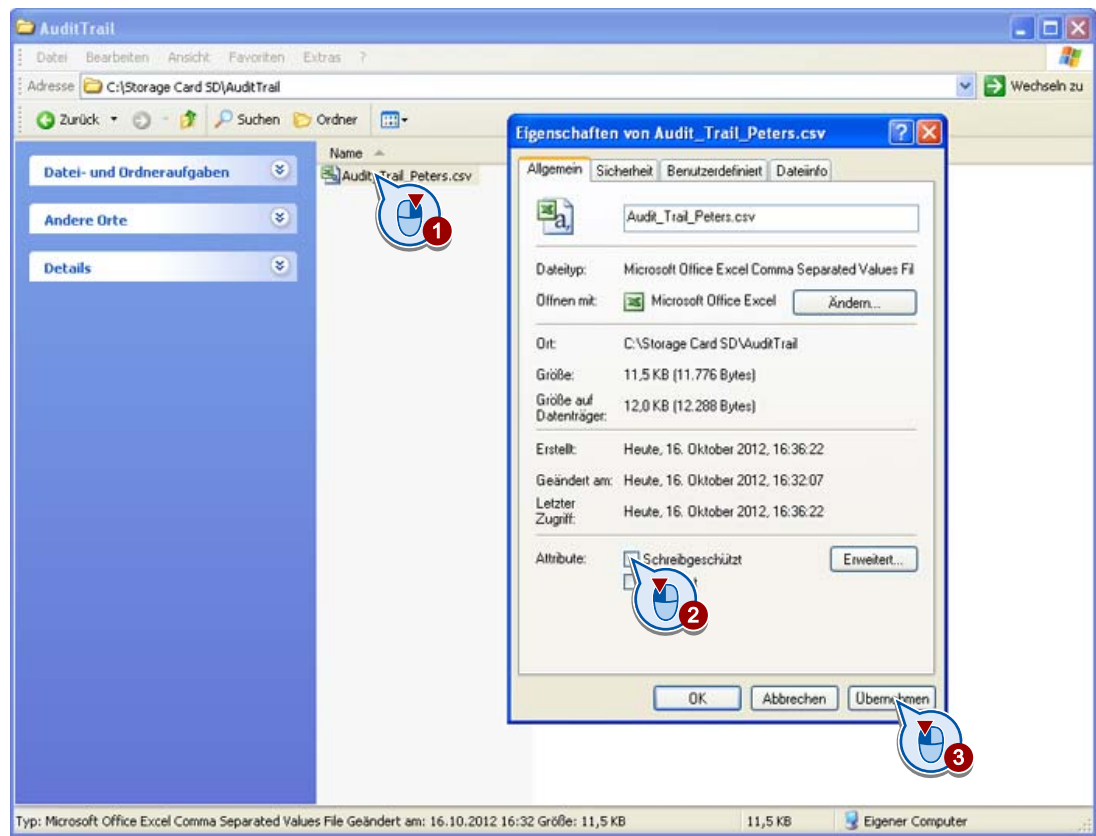 AuditTrail
Datei Bearbeiten Ansicht Favoriten Extras ?
Adresse C:\Storage Card SD\AuditTrail Wechseln zu
Zurück Suchen Ordner
Datei- und Ordneraufgaben
Andere Orte
Details
Name
Audit_Trail_Peters.csv
1
Eigenschaften von Audit_Trail_Peters.csv
Allgemein Sicherheit Benutzerdefiniert Dateiinfo
a,
Audit_Trail_Peters.csv
Dateityp: Microsoft Office Excel Comma Separated Values Fil
Öffnen mit: Microsoft Office Excel Ändern...
Ort: C:\Storage Card SD\AuditTrail
Größe: 11,5 KB (11.776 Bytes)
Größe auf
Datenträger: 12,0 KB (12.288 Bytes)
Erstellt: Heute, 16. Oktober 2012, 16:36:22
Geändert am: Heute, 16. Oktober 2012, 16:32:07
Letzter
Zugriff: Heute, 16. Oktober 2012, 16:36:22
Attribute: Schreibgeschützt Erweitert...
2
OK Abbrechen Übernehmen
3
Typ: Microsoft Office Excel Comma Separated Values File Geändert am: 16.10.2012 16:32 Größe: 11,5 KB 11,5 KB Eigener Computer